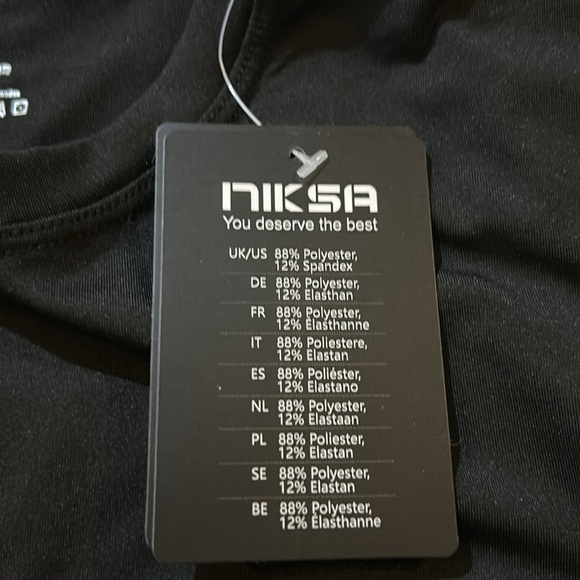 NIKSA
You deserve the best
UK/US 88% Polyester,
12% Spandex
DE 88% Polyester,
12% Elasthan
FR 88% Polyester,
12% Élasthanne
IT 88% Poliestere,
12% Elastan
ES 88% Poliéster,
12% Elastano
NL 88% Polyester,
12% Elastaan
PL 88% Poliester,
12% Elastan
SE 88% Polyester,
12% Elastan
BE 88% Polyester,
12% Élasthanne